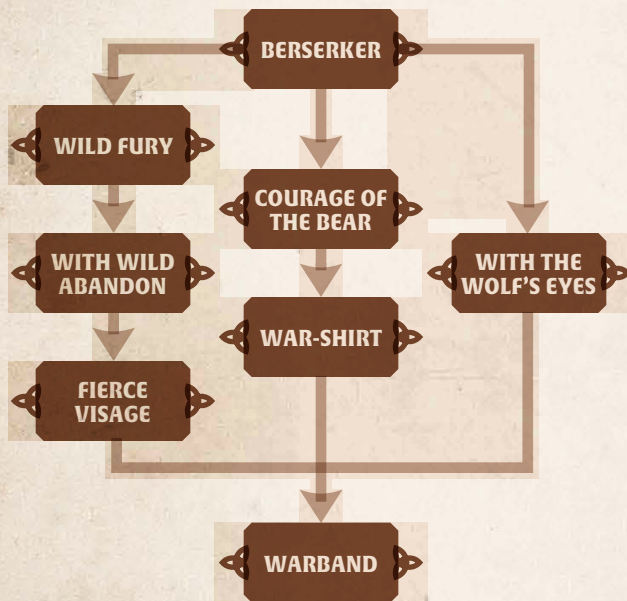 BERSERKER
WILD FURY
COURAGE OF
THE BEAR
WITH WILD
ABANDON
WITH THE
WOLF'S EYES
WAR-SHIRT
FIERCE
VISAGE
WARBAND